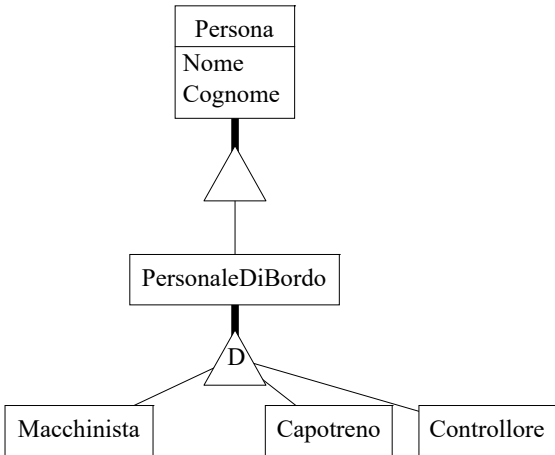 Persona
Nome
Cognome
PersonaleDiBordo
D
Macchinista
Capotreno
Controllore